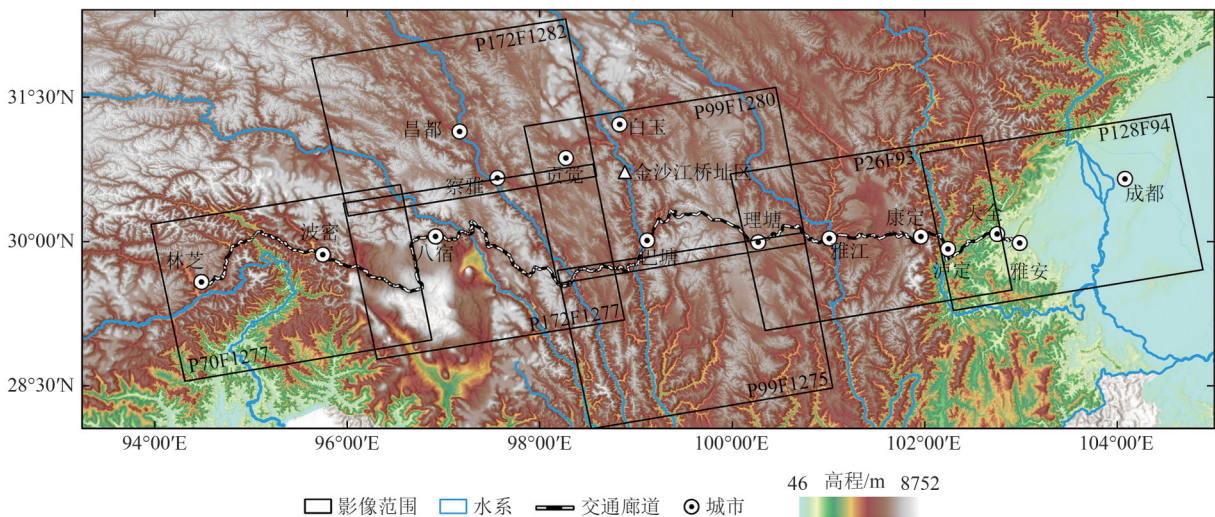 P172F1282
31°30′N
昌都
白玉
P99F1280
P128F94
P26F93
察雅
贡觉
金沙江桥址区
成都
30°00′N
林芝
波密
八宿
巴塘
理塘
雅江
康定
泸定
天全
雅安
P172F1277
P70F1277
P99F1275
28°30′N
94°00′E 96°00′E 98°00′E 100°00′E 102°00′E 104°00′E
影像范围 水系 交通廊道 城市
46 高程/m 8752